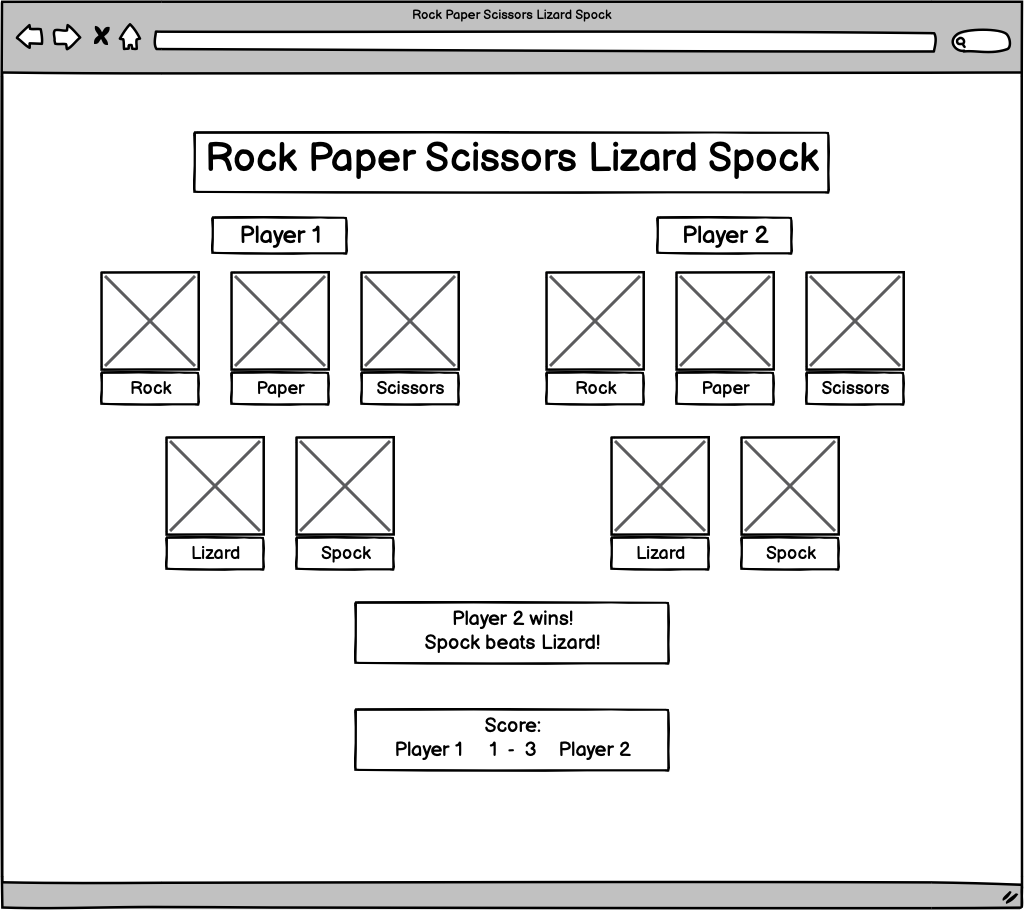 Rock Paper Scissors Lizard Spock
Rock Paper Scissors Lizard Spock
Player 1
Player 2
Rock
Paper
Scissors
Rock
Paper
Scissors
Lizard
Spock
Lizard
Spock
Player 2 wins!
Spock beats Lizard!
Score:
Player 1 1 - 3 Player 2